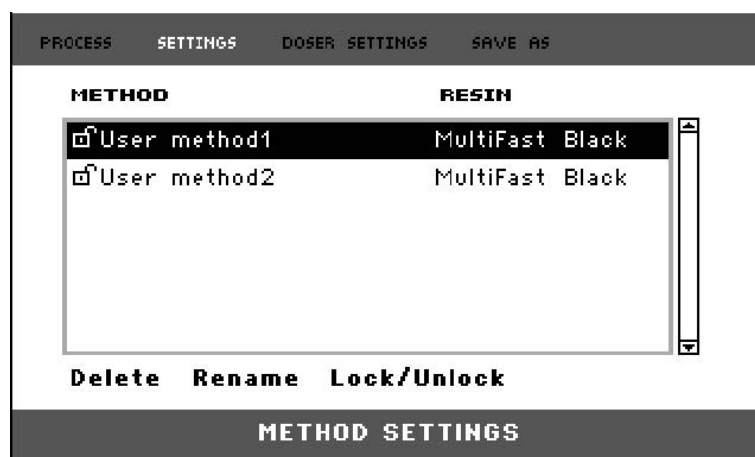 PROCESS SETTINGS DOSER SETTINGS SAVE AS
METHOD RESIN
User method1 MultiFast Black
User method2 MultiFast Black
Delete Rename Lock/Unlock
METHOD SETTINGS